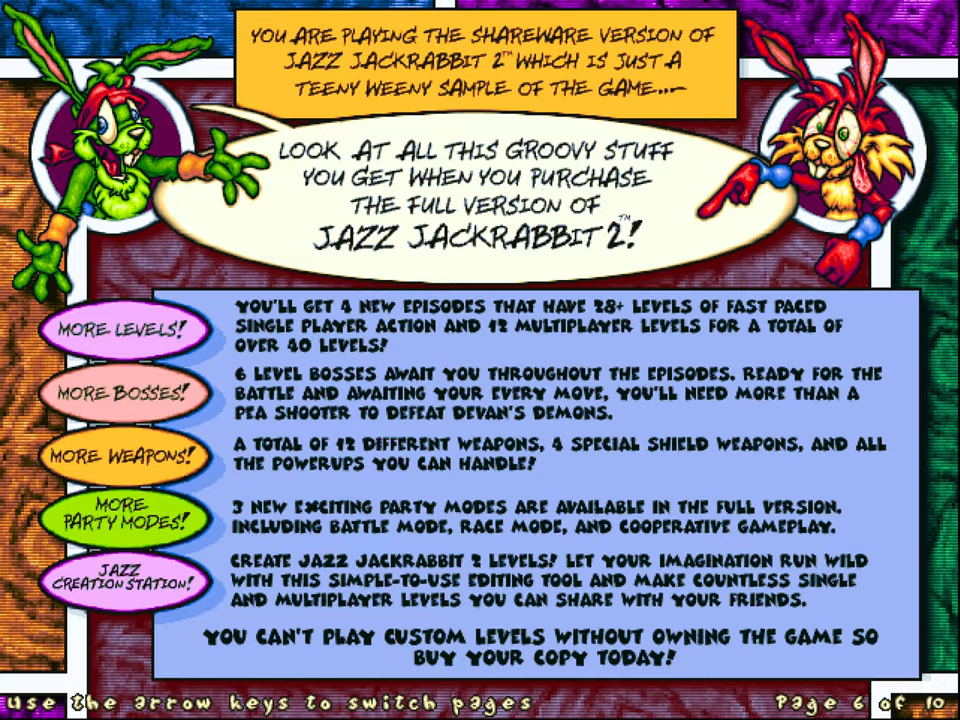 YOU ARE PLAYING THE SHAREWARE VERSION OF
JAZZ JACKRABBIT 2™ WHICH IS JUST A
TEENY WEENY SAMPLE OF THE GAME...
LOOK AT ALL THIS GROOVY STUFF
YOU GET WHEN YOU PURCHASE
THE FULL VERSION OF
JAZZ JACKRABBIT 2™!
MORE LEVELS!
YOU'LL GET 4 NEW EPISODES THAT HAVE 28+ LEVELS OF FAST PACED
SINGLE PLAYER ACTION AND 12 MULTIPLAYER LEVELS FOR A TOTAL OF
OVER 40 LEVELS!
MORE BOSSES!
6 LEVEL BOSSES AWAIT YOU THROUGHOUT THE EPISODES. READY FOR THE
BATTLE AND AWAITING YOUR EVERY MOVE, YOU'LL NEED MORE THAN A
PEA SHOOTER TO DEFEAT DEVAN'S DEMONS.
MORE WEAPONS!
A TOTAL OF 12 DIFFERENT WEAPONS, 4 SPECIAL SHIELD WEAPONS, AND ALL
THE POWERUPS YOU CAN HANDLE!
MORE
PARTY MODES!
3 NEW EXCITING PARTY MODES ARE AVAILABLE IN THE FULL VERSION.
INCLUDING BATTLE MODE, RACE MODE, AND COOPERATIVE GAMEPLAY.
JAZZ
CREATION STATION!
CREATE JAZZ JACKRABBIT 2 LEVELS! LET YOUR IMAGINATION RUN WILD
WITH THIS SIMPLE-TO-USE EDITING TOOL AND MAKE COUNTLESS SINGLE
AND MULTIPLAYER LEVELS YOU CAN SHARE WITH YOUR FRIENDS.
YOU CAN'T PLAY CUSTOM LEVELS WITHOUT OWNING THE GAME SO
BUY YOUR COPY TODAY!
use the arrow keys to switch pages
Page 6 of 10